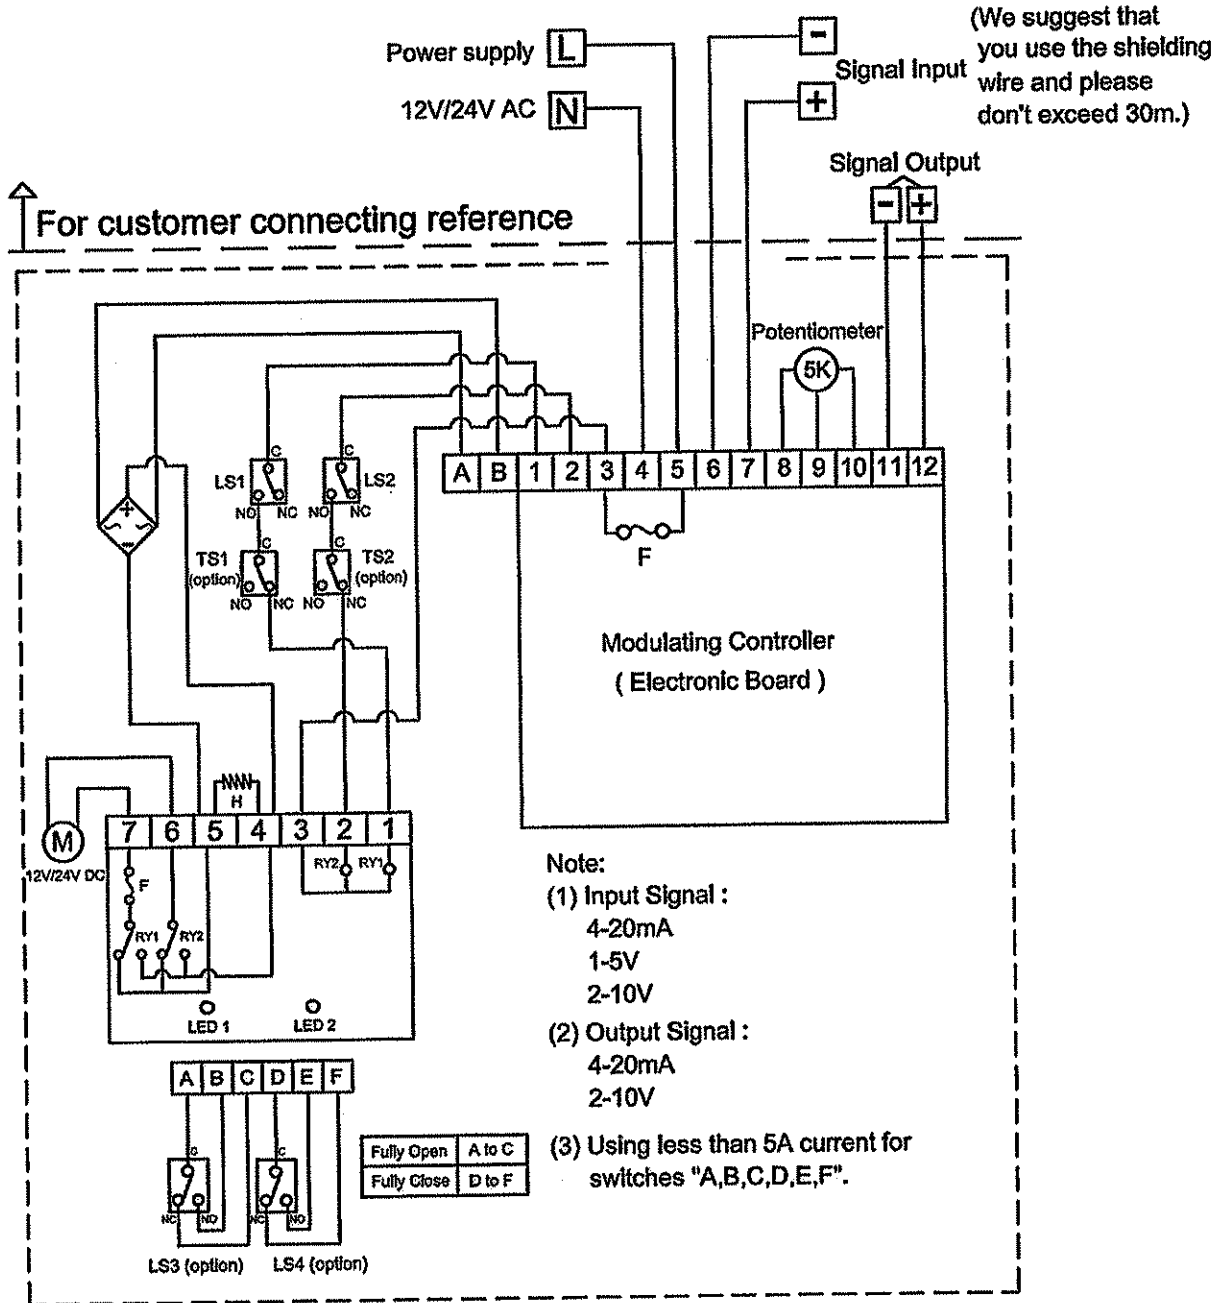 Power supply L
12V/24V AC N
-
Signal Input
+
(We suggest that
you use the shielding
wire and please
don't exceed 30m.)
Signal Output
- +
For customer connecting reference
Potentiometer
5K
A B 1 2 3 4 5 6 7 8 9 10 11 12
F
Modulating Controller
( Electronic Board )
C C
LS1 LS2
NO NC NO NC
C C
TS1
(option)
TS2
(option)
NO NC NO NC
+
-
H
M
12V/24V DC
7 6 5 4 3 2 1
RY2 RY1
F
RY1 RY2
LED 1 LED 2
A B C D E F
C C
NC NO NC NO
LS3 (option) LS4 (option)
Fully Open A to C
Fully Close D to F
Note:
(1) Input Signal :
4-20mA
1-5V
2-10V
(2) Output Signal :
4-20mA
2-10V
(3) Using less than 5A current for
switches "A,B,C,D,E,F".